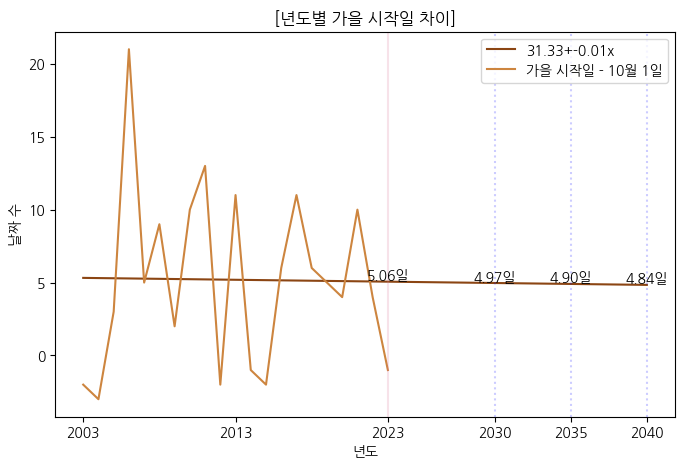 [년도별 가을 시작일 차이]
31.33+-0.01x
가을 시작일 - 10월 1일
날짜 수
20
15
10
5
0
5.06일
4.97일
4.90일
4.84일
2003
2013
2023
2030
2035
2040
년도